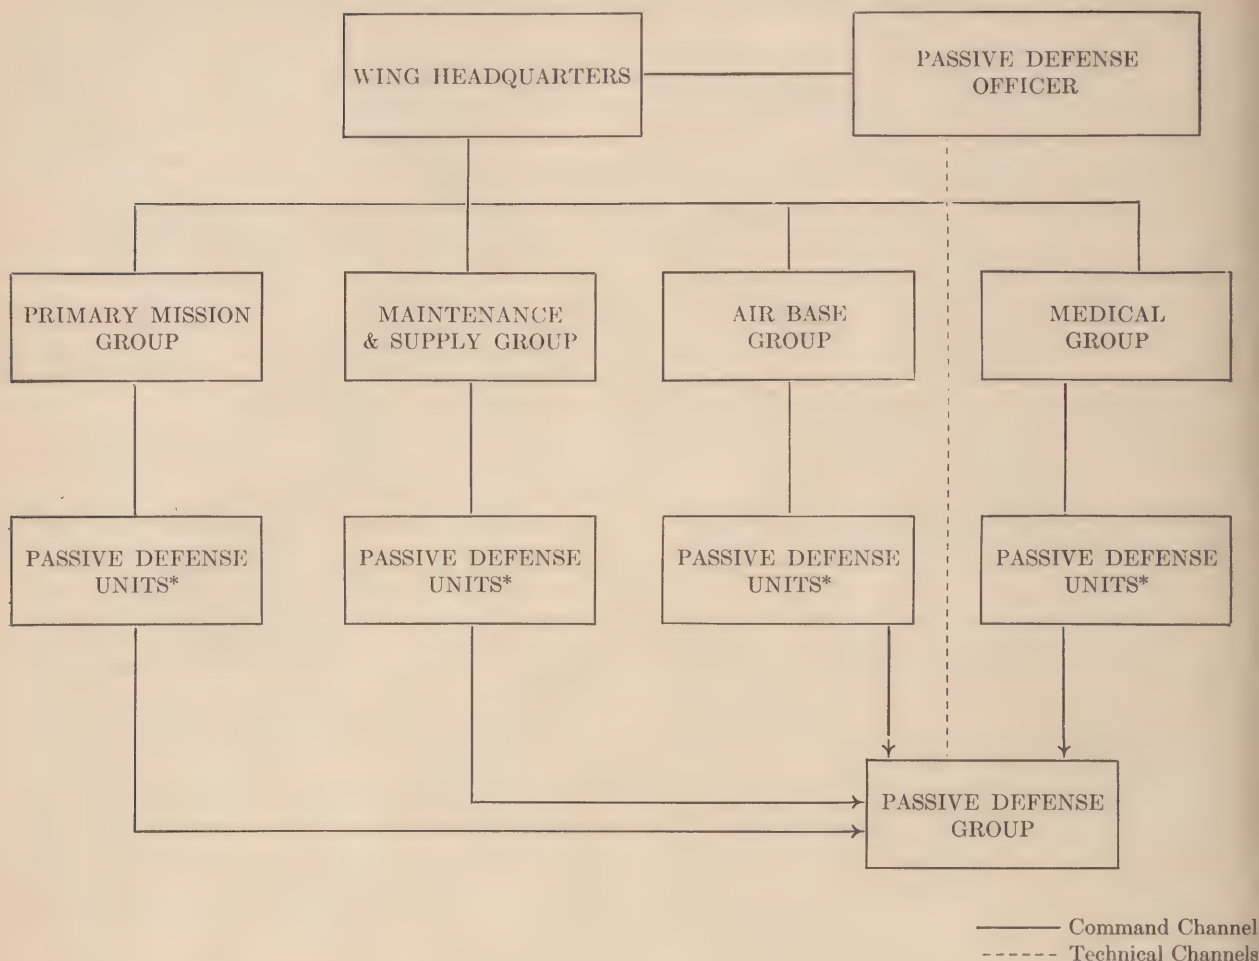 WING HEADQUARTERS
PASSIVE DEFENSE
OFFICER
PRIMARY MISSION
GROUP
MAINTENANCE
& SUPPLY GROUP
AIR BASE
GROUP
MEDICAL
GROUP
PASSIVE DEFENSE
UNITS*
PASSIVE DEFENSE
UNITS*
PASSIVE DEFENSE
UNITS*
PASSIVE DEFENSE
UNITS*
PASSIVE DEFENSE
GROUP
Command Channel
Technical Channels